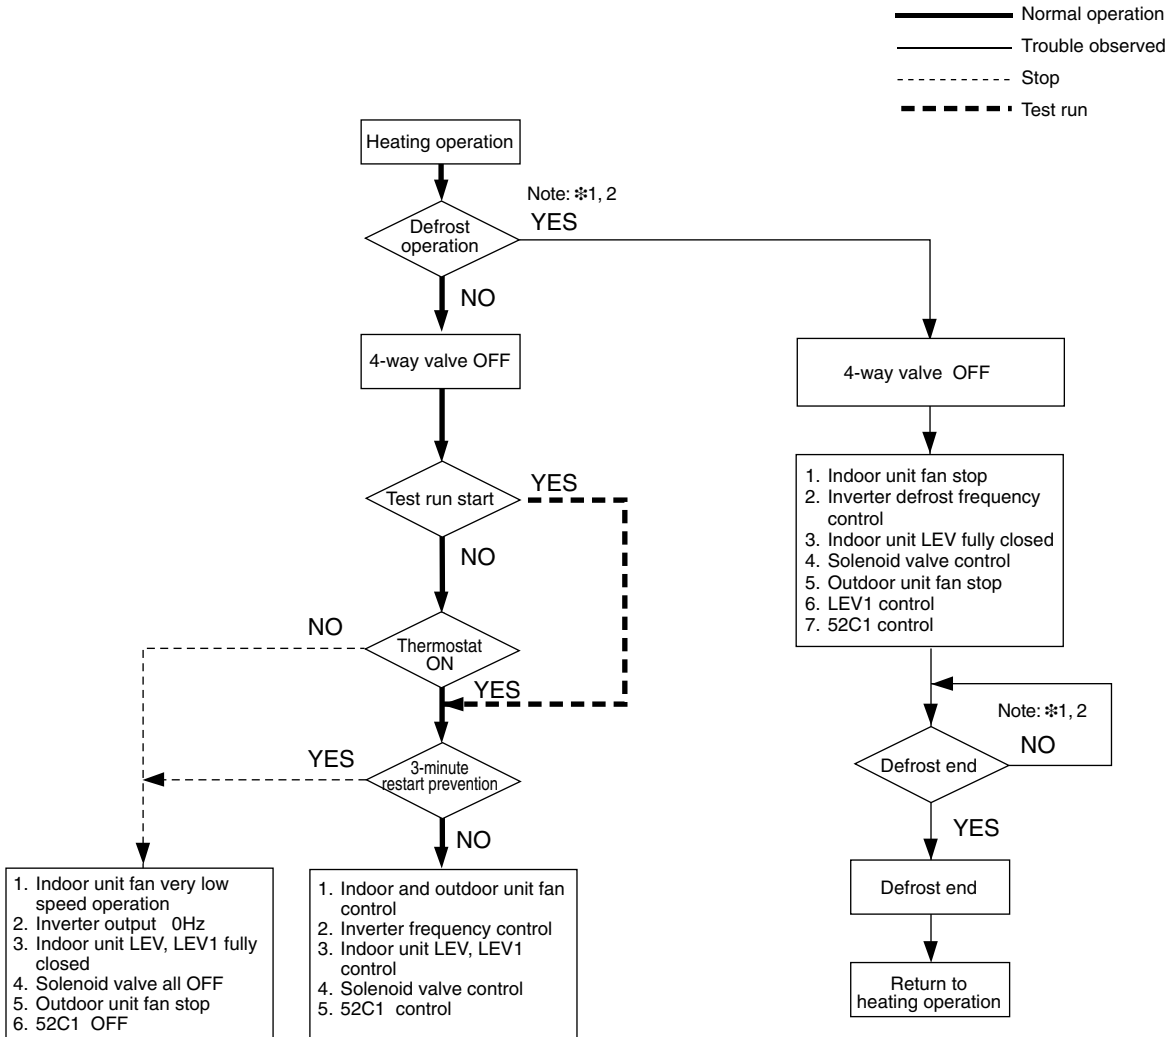 Normal operation
Trouble observed
Stop
Test run
Heating operation
Note: ✻1, 2
Defrost
operation
YES
NO
4-way valve OFF
4-way valve OFF
Test run start
YES
NO
1. Indoor unit fan stop
2. Inverter defrost frequency
control
3. Indoor unit LEV fully closed
4. Solenoid valve control
5. Outdoor unit fan stop
6. LEV1 control
7. 52C1 control
NO
Thermostat
ON
YES
Note: ✻1, 2
NO
Defrost end
YES
YES
3-minute
restart prevention
NO
1. Indoor unit fan very low
speed operation
2. Inverter output 0Hz
3. Indoor unit LEV, LEV1 fully
closed
4. Solenoid valve all OFF
5. Outdoor unit fan stop
6. 52C1 OFF
1. Indoor and outdoor unit fan
control
2. Inverter frequency control
3. Indoor unit LEV, LEV1
control
4. Solenoid valve control
5. 52C1 control
Defrost end
Return to
heating operation